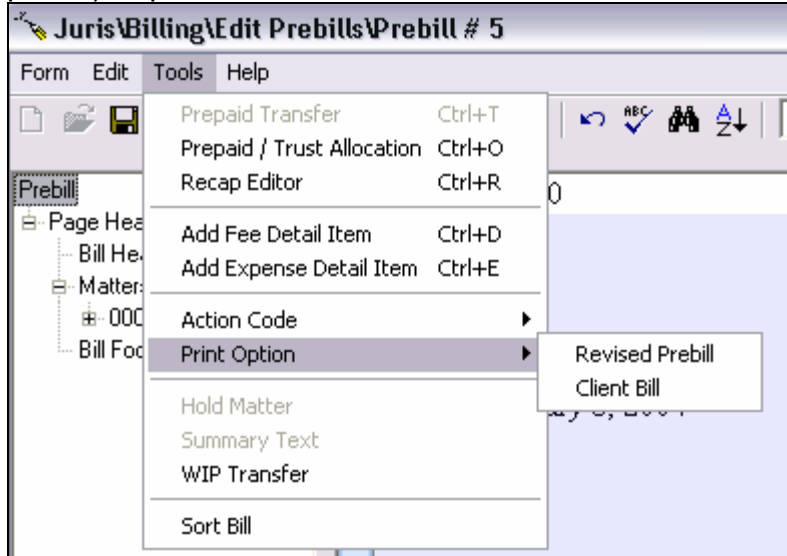 Juris\Billing\Edit Prebills\Prebill # 5
Form Edit Tools Help
Prepaid Transfer Ctrl+T
Prepaid / Trust Allocation Ctrl+O
Recap Editor Ctrl+R
Add Fee Detail Item Ctrl+D
Add Expense Detail Item Ctrl+E
Action Code
Print Option
Hold Matter
Summary Text
WIP Transfer
Sort Bill
Revised Prebill
Client Bill
ABC
A
Z
Prebill
Page Hea
Bill He
Matter
000
Bill Foo
0